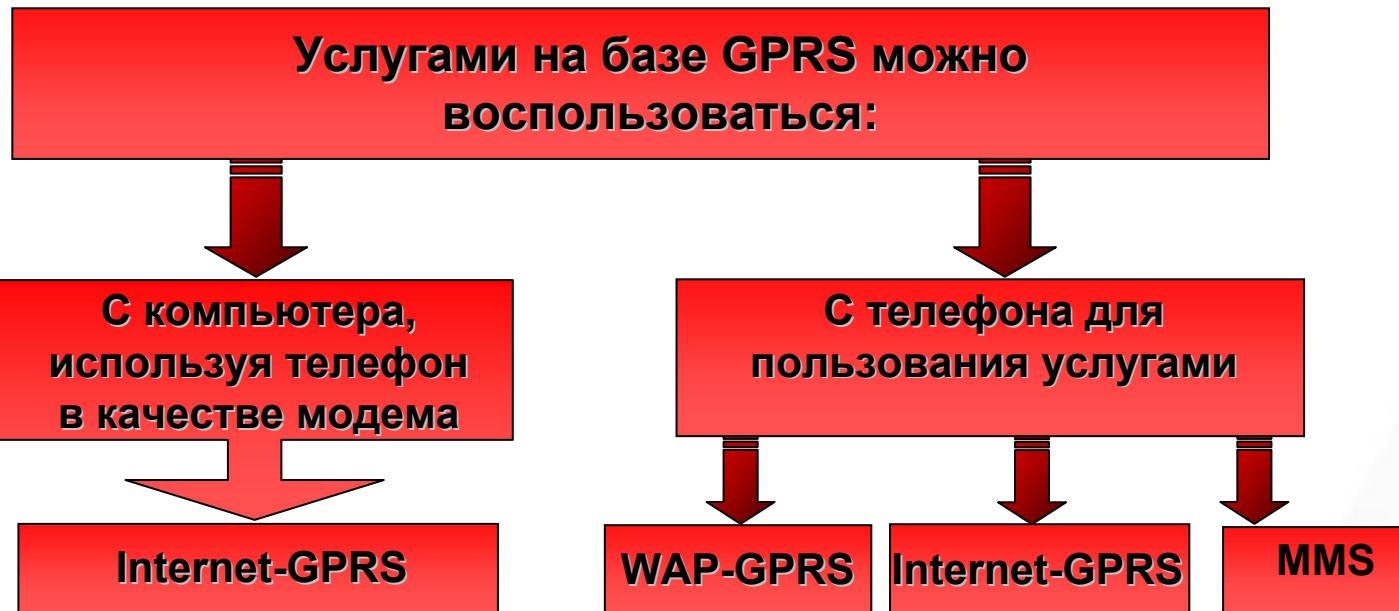 Услугами на базе GPRS можно
воспользоваться:
С компьютера,
используя телефон
в качестве модема
С телефона для
пользования услугами
Internet-GPRS
WAP-GPRS
Internet-GPRS
MMS